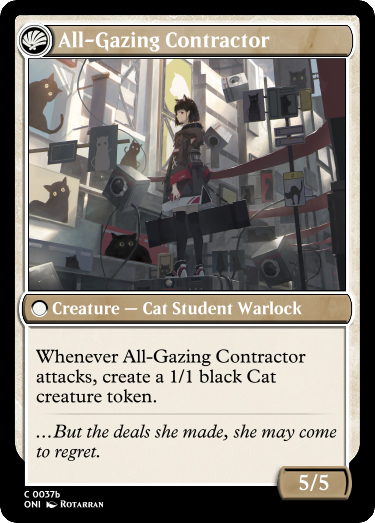 All-Gazing Contractor
Creature — Cat Student Warlock
Whenever All-Gazing Contractor
attacks, create a 1/1 black Cat
creature token.
…But the deals she made, she may come
to regret.
5/5
C 0037b
ONI Rotarran